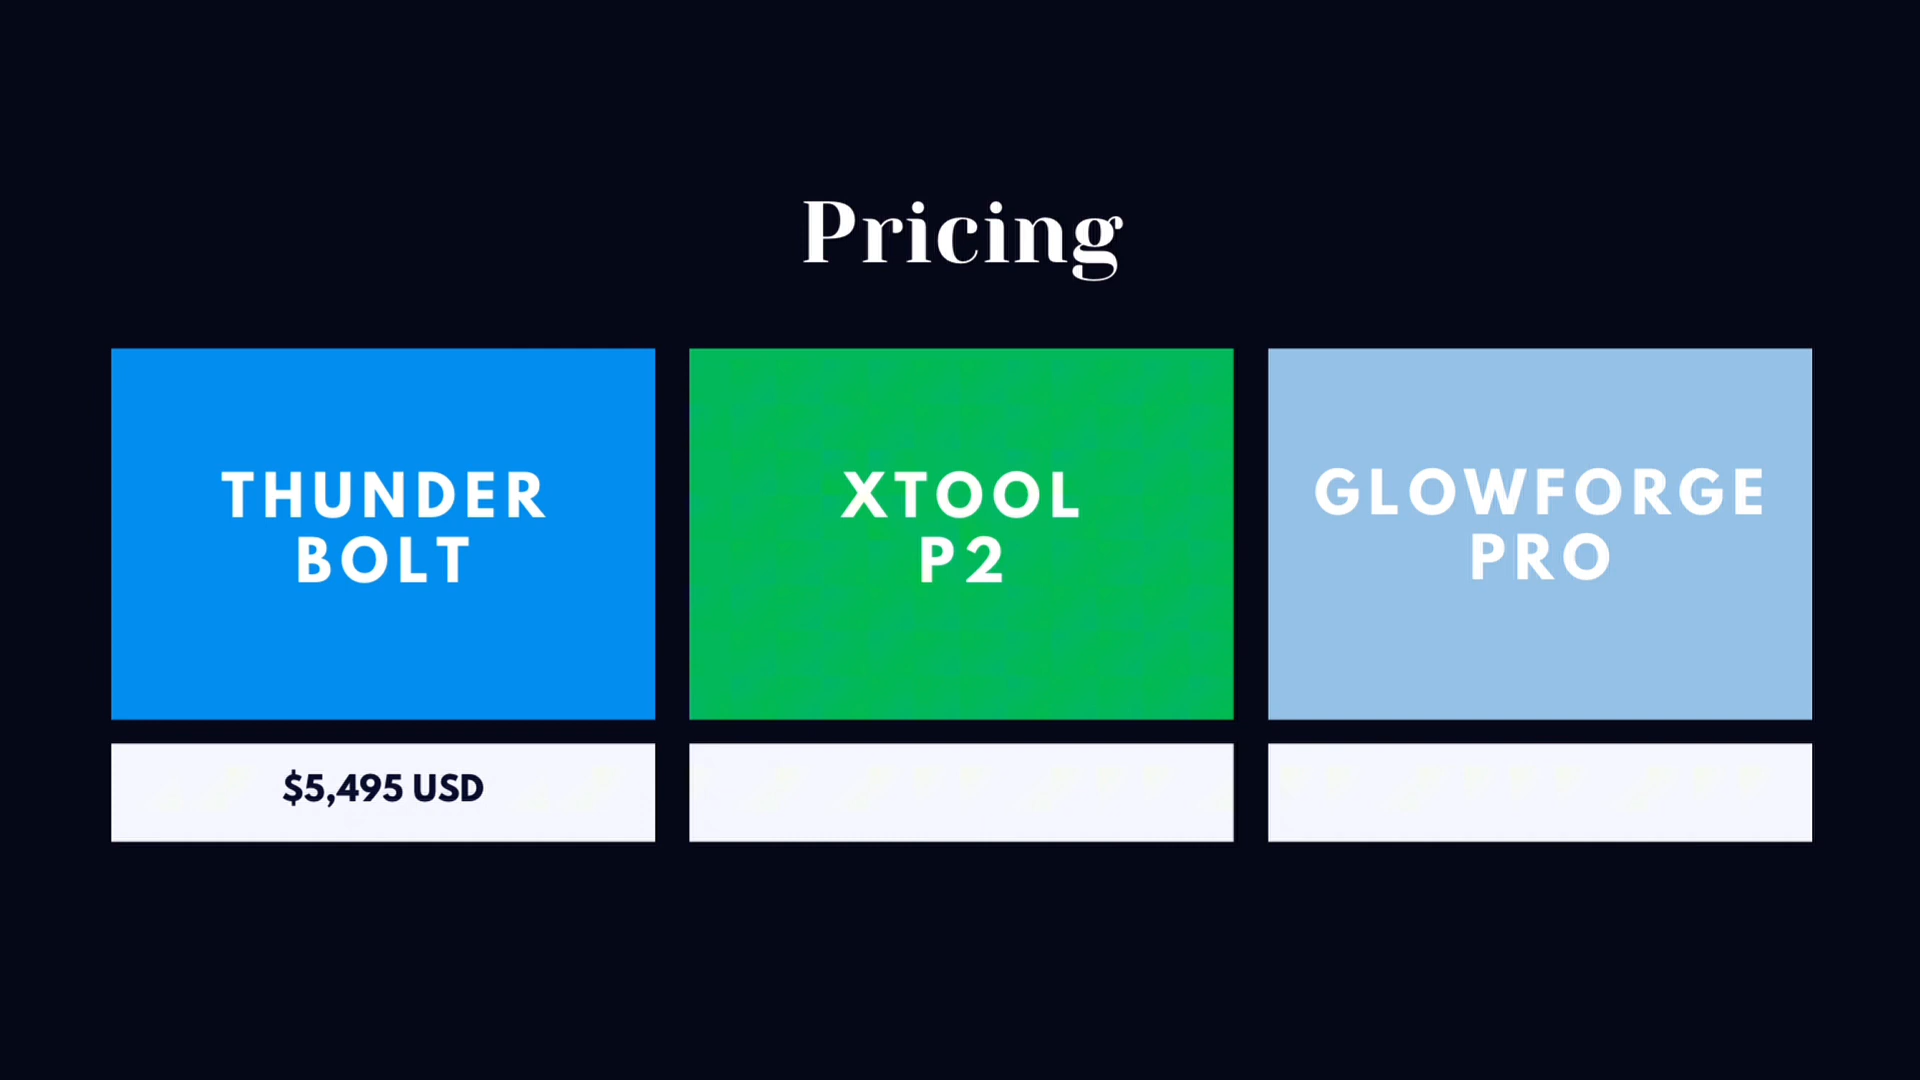 Pricing
THUNDER
BOLT
XTOOL
P2
GLOWFORGE
PRO
$5,495 USD